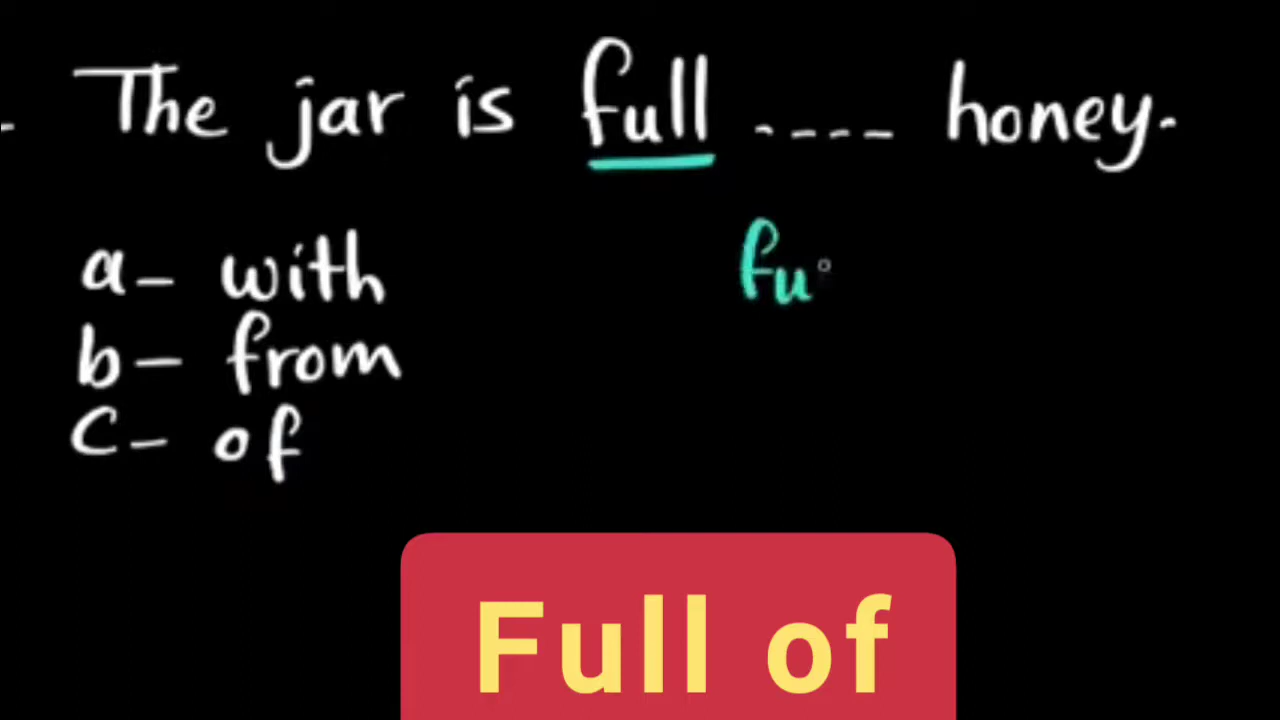 The jar is full ---- honey.
a- with
fu
b- from
c- of
Full of